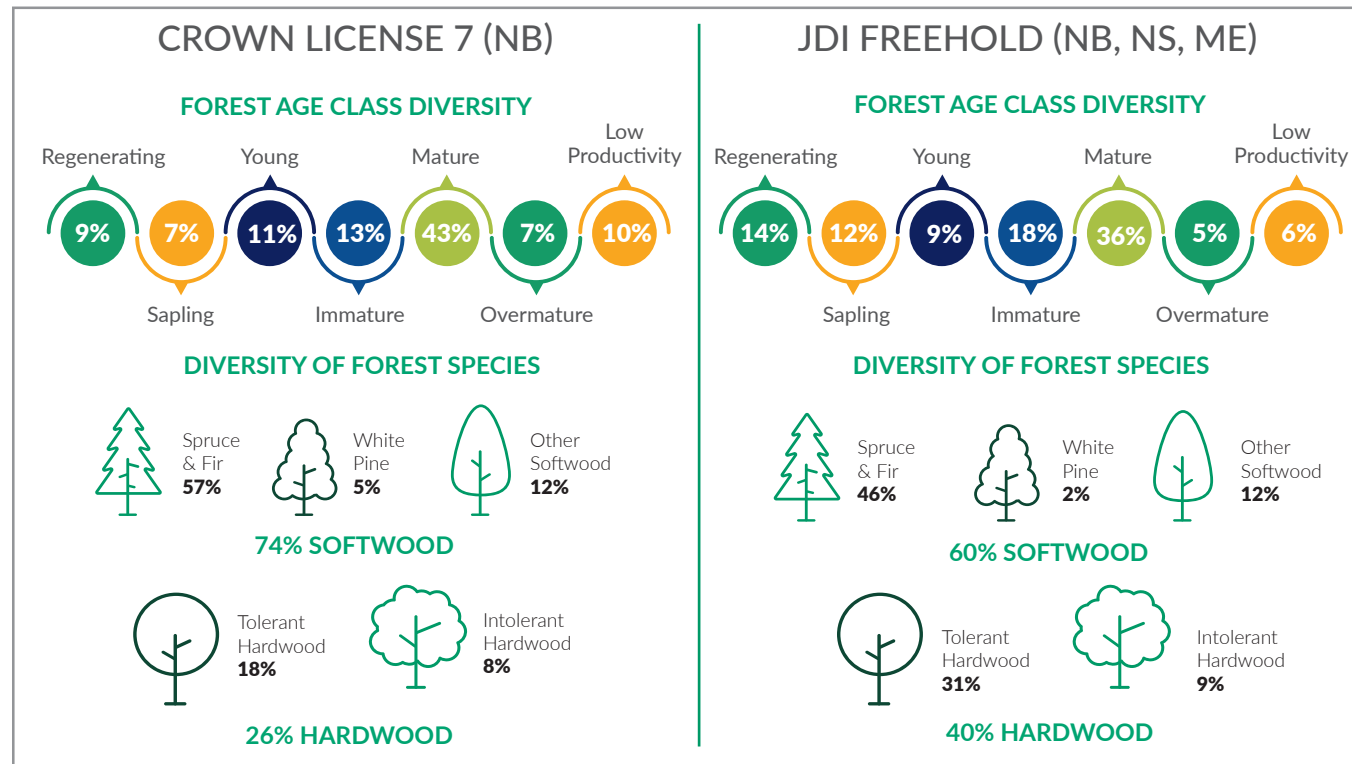 CROWN LICENSE 7 (NB)
FOREST AGE CLASS DIVERSITY
Regenerating
Young
Mature
Low
Productivity
9%
7%
11%
13%
43%
7%
10%
Sapling
Immature
Overmature
DIVERSITY OF FOREST SPECIES
Spruce
& Fir
57%
White
Pine
5%
Other
Softwood
12%
74% SOFTWOOD
Tolerant
Hardwood
18%
Intolerant
Hardwood
8%
26% HARDWOOD
JDI FREEHOLD (NB, NS, ME)
FOREST AGE CLASS DIVERSITY
Regenerating
Young
Mature
Low
Productivity
14%
12%
9%
18%
36%
5%
6%
Sapling
Immature
Overmature
DIVERSITY OF FOREST SPECIES
Spruce
& Fir
46%
White
Pine
2%
Other
Softwood
12%
60% SOFTWOOD
Tolerant
Hardwood
31%
Intolerant
Hardwood
9%
40% HARDWOOD